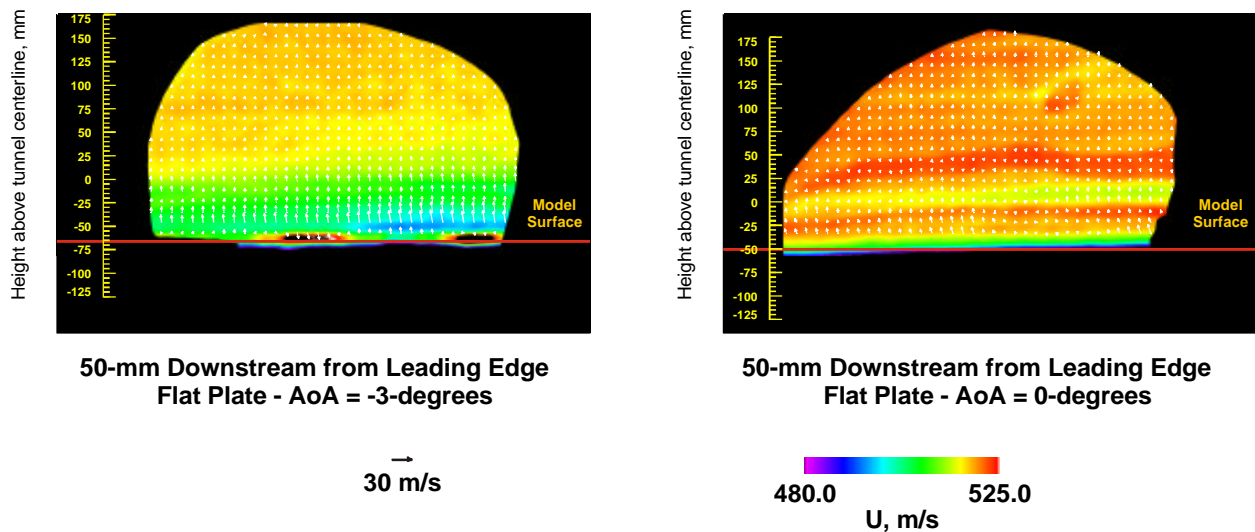 Height above tunnel centerline, mm
175
150
125
100
75
50
25
0
-25
-50
-75
-100
-125
Model
Surface
50-mm Downstream from Leading Edge
Flat Plate - AoA = -3-degrees
Height above tunnel centerline, mm
175
150
125
100
75
50
25
0
-25
-50
-75
-100
-125
Model
Surface
50-mm Downstream from Leading Edge
Flat Plate - AoA = 0-degrees
30 m/s
480.0 525.0
U, m/s